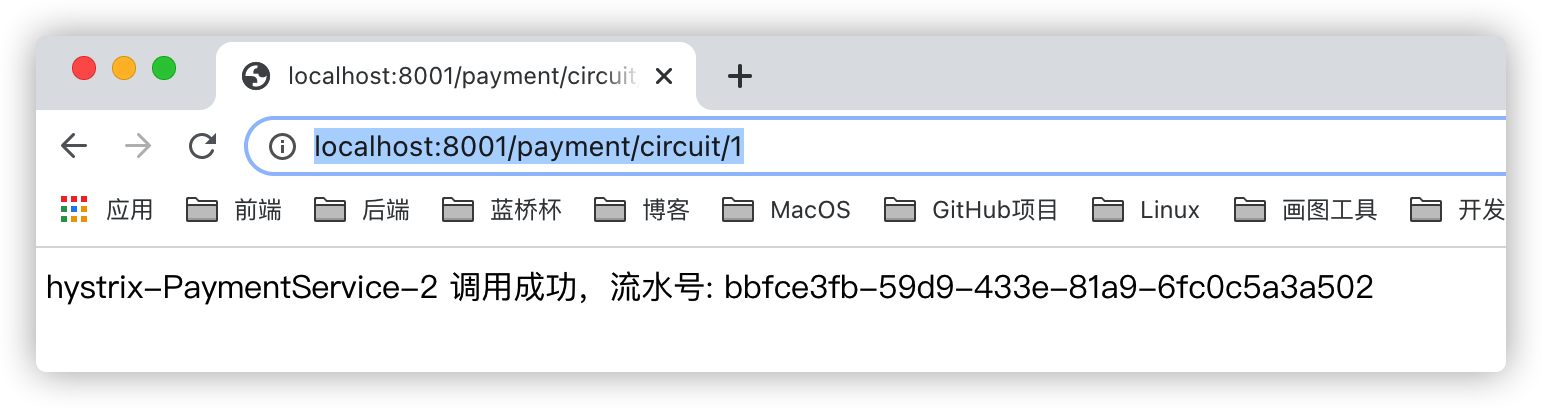 localhost:8001/payment/circuit
localhost:8001/payment/circuit/1
应用 前端 后端 蓝桥杯 博客 MacOS GitHub项目 Linux 画图工具 开发
hystrix-PaymentService-2 调用成功，流水号: bbfce3fb-59d9-433e-81a9-6fc0c5a3a502